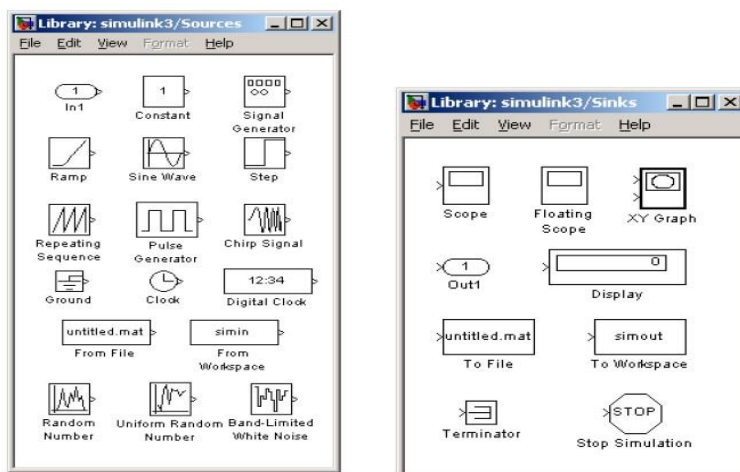 Library: simulink3/Sources
File Edit View Format Help
1
In1
1
Constant
Signal
Generator
Ramp
Sine Wave
Step
Repeating
Sequence
Pulse
Generator
Chirp Signal
Ground
Clock
12:34
Digital Clock
untitled.mat
From File
simin
From
Workspace
Random
Number
Uniform Random
Number
Band-Limited
White Noise
Library: simulink3/Sinks
File Edit View Format Help
Scope
Floating
Scope
XY Graph
1
Out1
0
Display
untitled.mat
To File
simout
To Workspace
Terminator
STOP
Stop Simulation